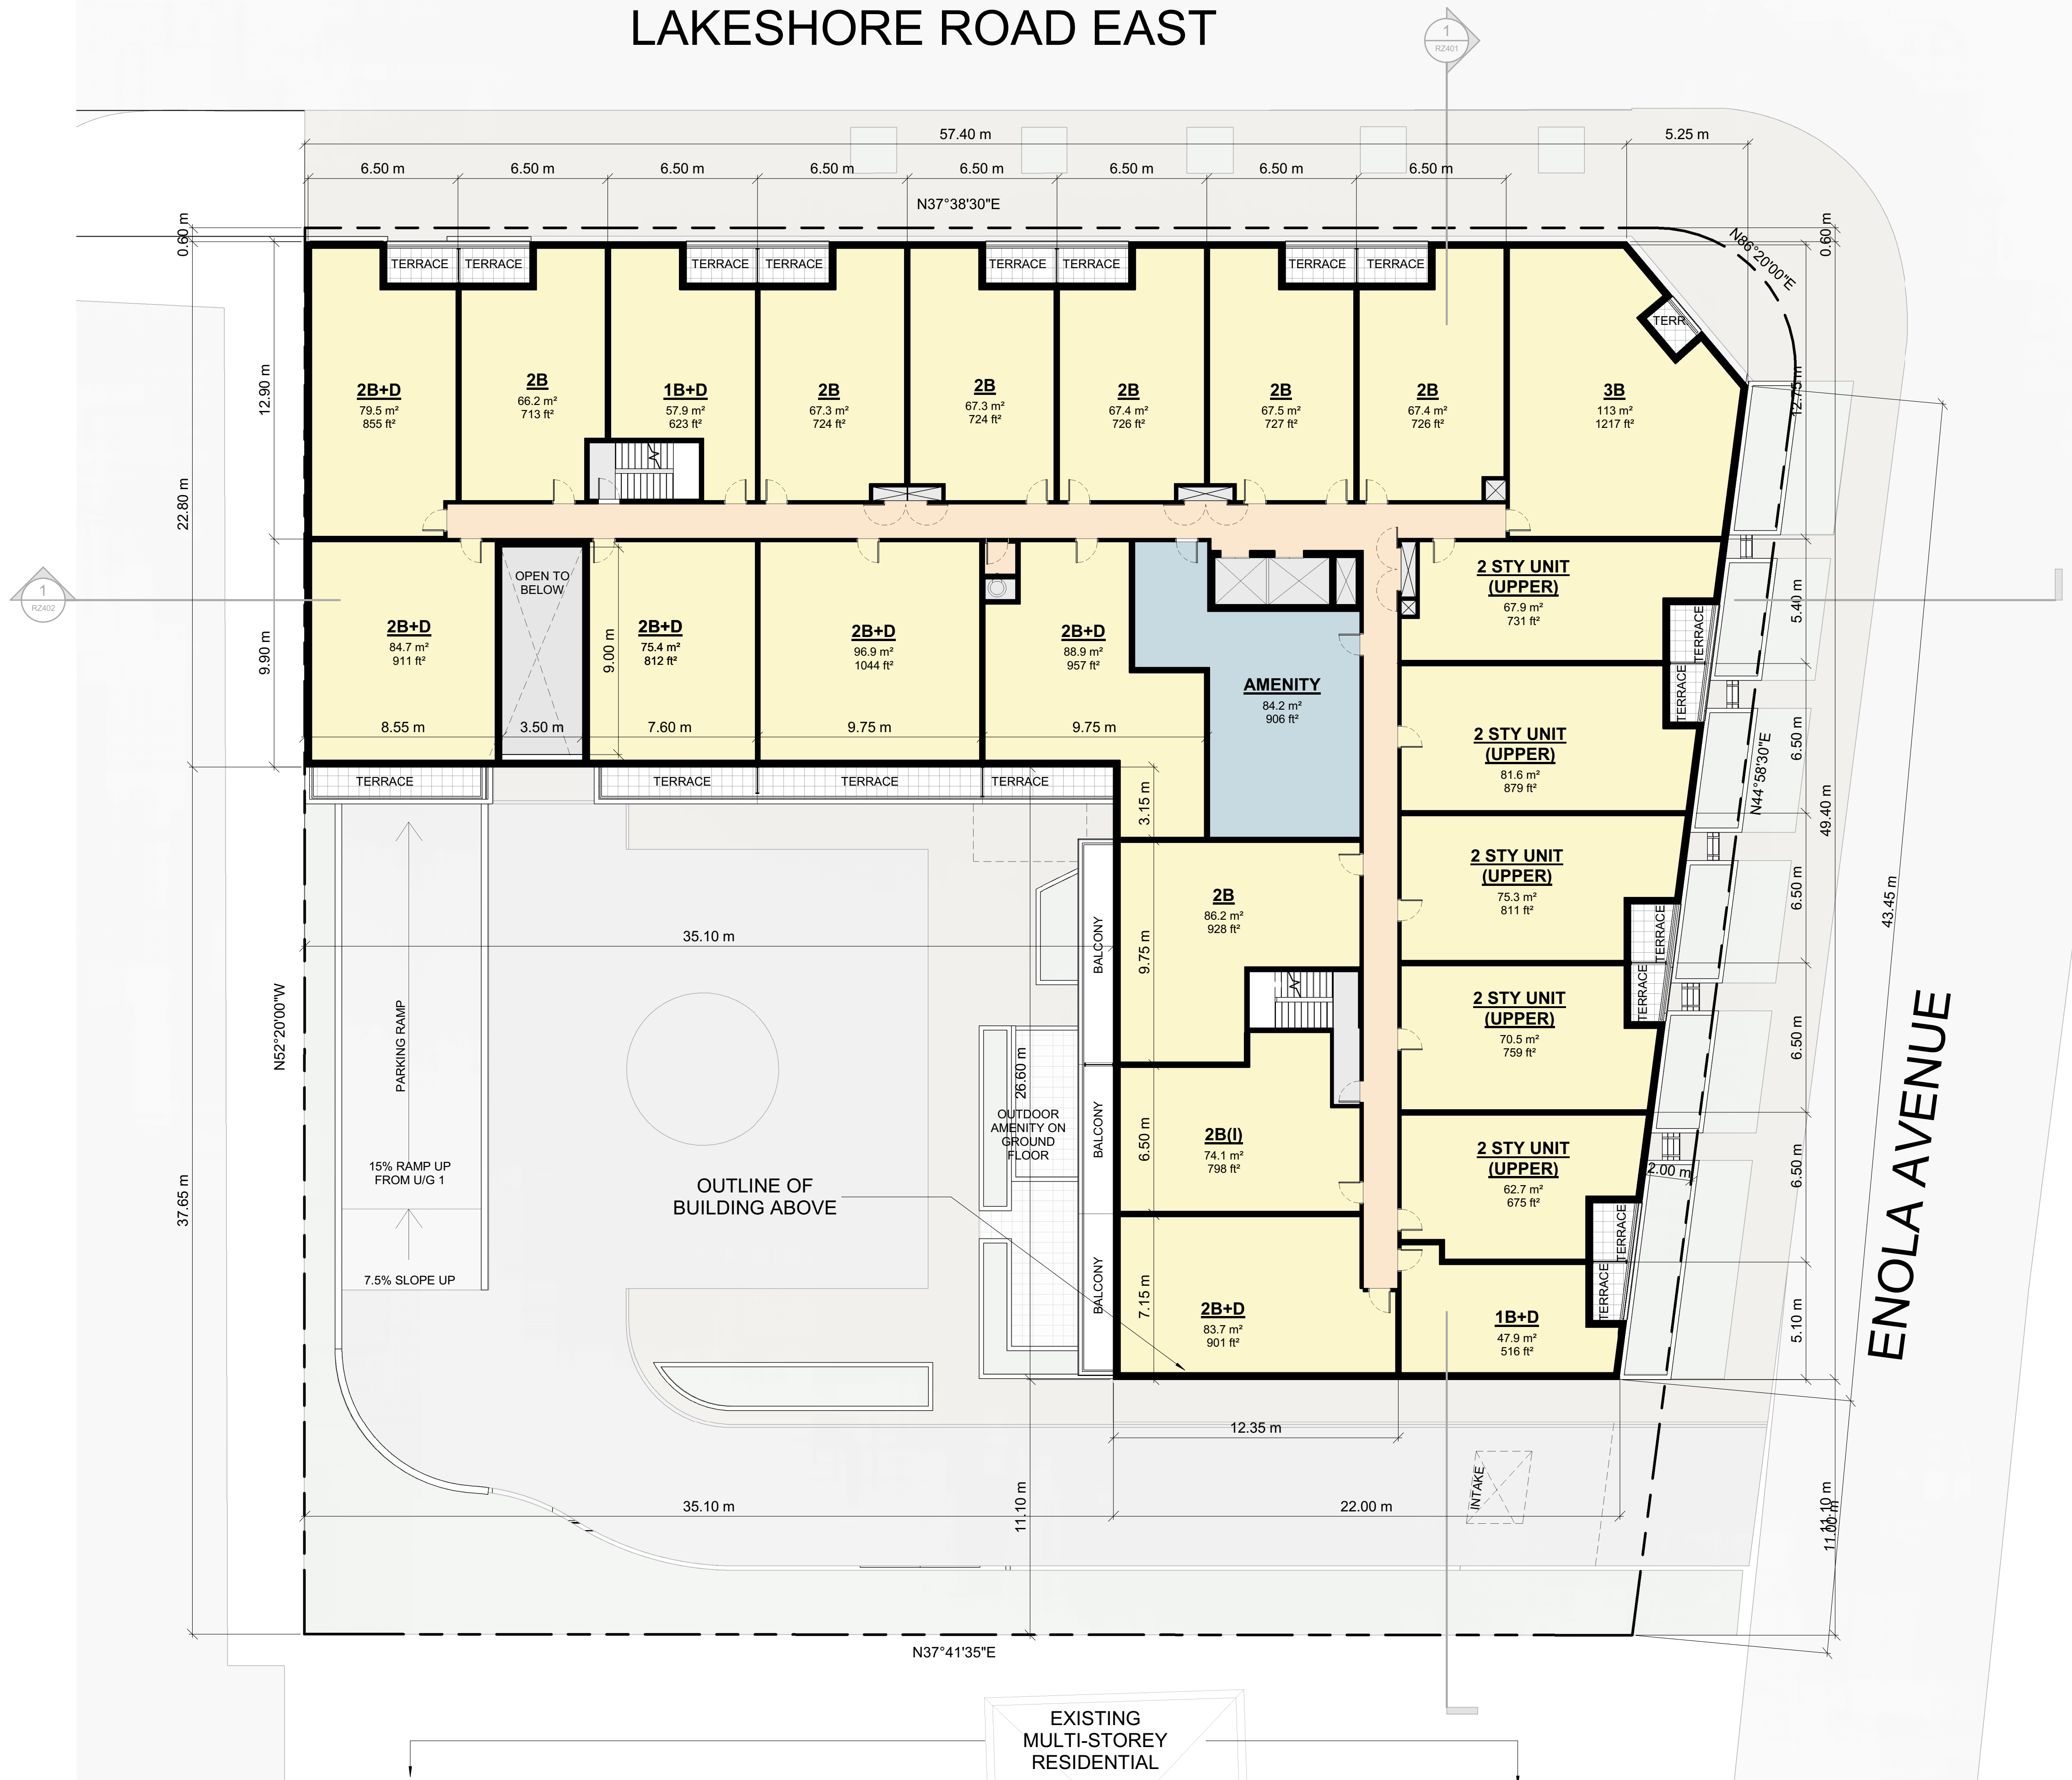 LAKESHORE ROAD EAST
1
RZ401
57.40 m
5.25 m
6.50 m
6.50 m
6.50 m
6.50 m
6.50 m
6.50 m
6.50 m
6.50 m
N37°38'30"E
0.60 m
0.60 m
N86°20'00"E
TERRACE
TERRACE
TERRACE
TERRACE
TERRACE
TERRACE
TERRACE
TERRACE
TERR
12.90 m
22.80 m
12.75 m
2B+D
79.5 m²
855 ft²
2B
66.2 m²
713 ft²
1B+D
57.9 m²
623 ft²
2B
67.3 m²
724 ft²
2B
67.3 m²
724 ft²
2B
67.4 m²
726 ft²
2B
67.5 m²
727 ft²
2B
67.4 m²
726 ft²
3B
113 m²
1217 ft²
1
RZ402
9.90 m
2B+D
84.7 m²
911 ft²
OPEN TO
BELOW
9.00 m
2B+D
75.4 m²
812 ft²
2B+D
96.9 m²
1044 ft²
2B+D
88.9 m²
957 ft²
AMENITY
84.2 m²
906 ft²
2 STY UNIT
(UPPER)
67.9 m²
731 ft²
TERRACE
5.40 m
8.55 m
3.50 m
7.60 m
9.75 m
9.75 m
2 STY UNIT
(UPPER)
81.6 m²
879 ft²
TERRACE
6.50 m
N44°58'30"E
49.40 m
TERRACE
TERRACE
TERRACE
TERRACE
3.15 m
2 STY UNIT
(UPPER)
75.3 m²
811 ft²
TERRACE
6.50 m
43.45 m
2B
86.2 m²
928 ft²
BALCONY
9.75 m
35.10 m
2 STY UNIT
(UPPER)
70.5 m²
759 ft²
TERRACE
6.50 m
N52°20'00"W
PARKING RAMP
26.60 m
OUTDOOR
AMENITY ON
GROUND
FLOOR
BALCONY
6.50 m
2B(I)
74.1 m²
798 ft²
2 STY UNIT
(UPPER)
62.7 m²
675 ft²
2.00 m
TERRACE
6.50 m
ENOLA AVENUE
37.65 m
15% RAMP UP
FROM U/G 1
OUTLINE OF
BUILDING ABOVE
7.5% SLOPE UP
BALCONY
7.15 m
2B+D
83.7 m²
901 ft²
1B+D
47.9 m²
516 ft²
TERRACE
5.10 m
12.35 m
INTAKE
35.10 m
11.10 m
22.00 m
11.10 m
11.00 m
N37°41'35"E
EXISTING
MULTI-STOREY
RESIDENTIAL